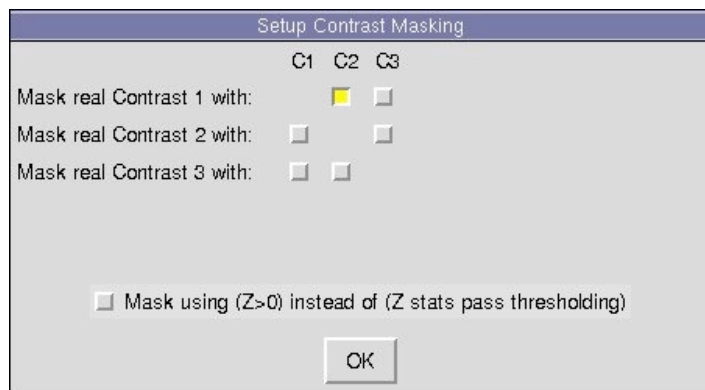 Setup Contrast Masking
C1 C2 C3
Mask real Contrast 1 with:
Mask real Contrast 2 with:
Mask real Contrast 3 with:
Mask using (Z>0) instead of (Z stats pass thresholding)
OK